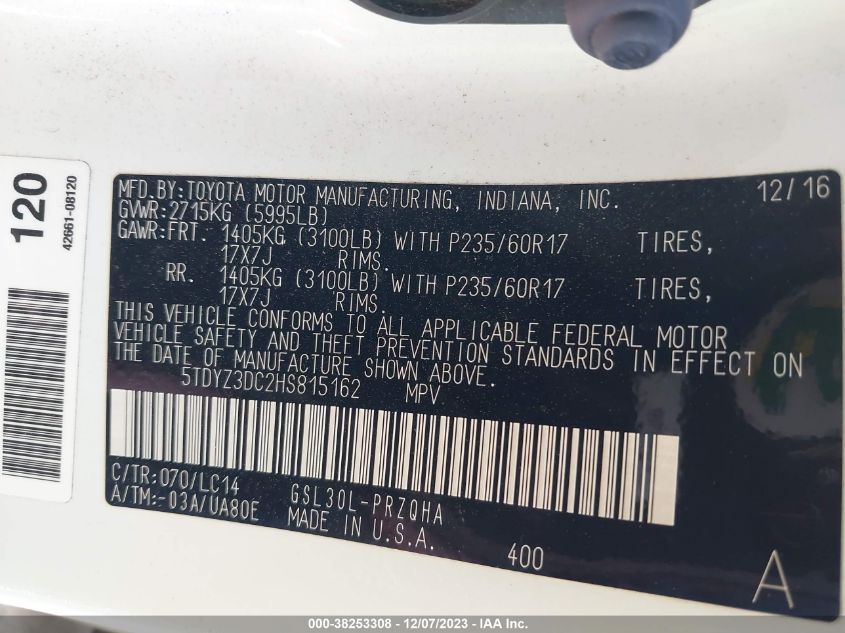 120
42661-08120
MFD.BY:TOYOTA MOTOR MANUFACTURING, INDIANA, INC. 12/16
GVWR:2715KG (5995LB)
GAWR:FRT. 1405KG (3100LB) WITH P235/60R17 TIRES,
17X7J RIMS.
RR. 1405KG (3100LB) WITH P235/60R17 TIRES,
17X7J RIMS.
THIS VEHICLE CONFORMS TO ALL APPLICABLE FEDERAL MOTOR
VEHICLE SAFETY AND THEFT PREVENTION STANDARDS IN EFFECT ON
THE DATE OF MANUFACTURE SHOWN ABOVE.
5TDYZ3DC2HS815162 MPV
C/TR:070/LC14 GSL30L-PRZQHA
A/TM:-03A/UA80E MADE IN U.S.A. 400
A
000-38253308 - 12/07/2023 - IAA Inc.